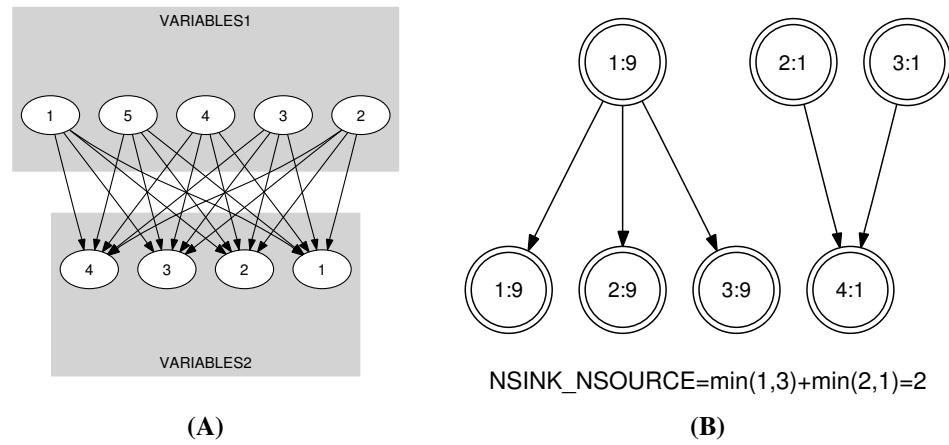 VARIABLES1
1 5 4 3 2
4 3 2 1
VARIABLES2
(A)
1:9 2:1 3:1
1:9 2:9 3:9 4:1
NSINK_NSOURCE=min(1,3)+min(2,1)=2
(B)